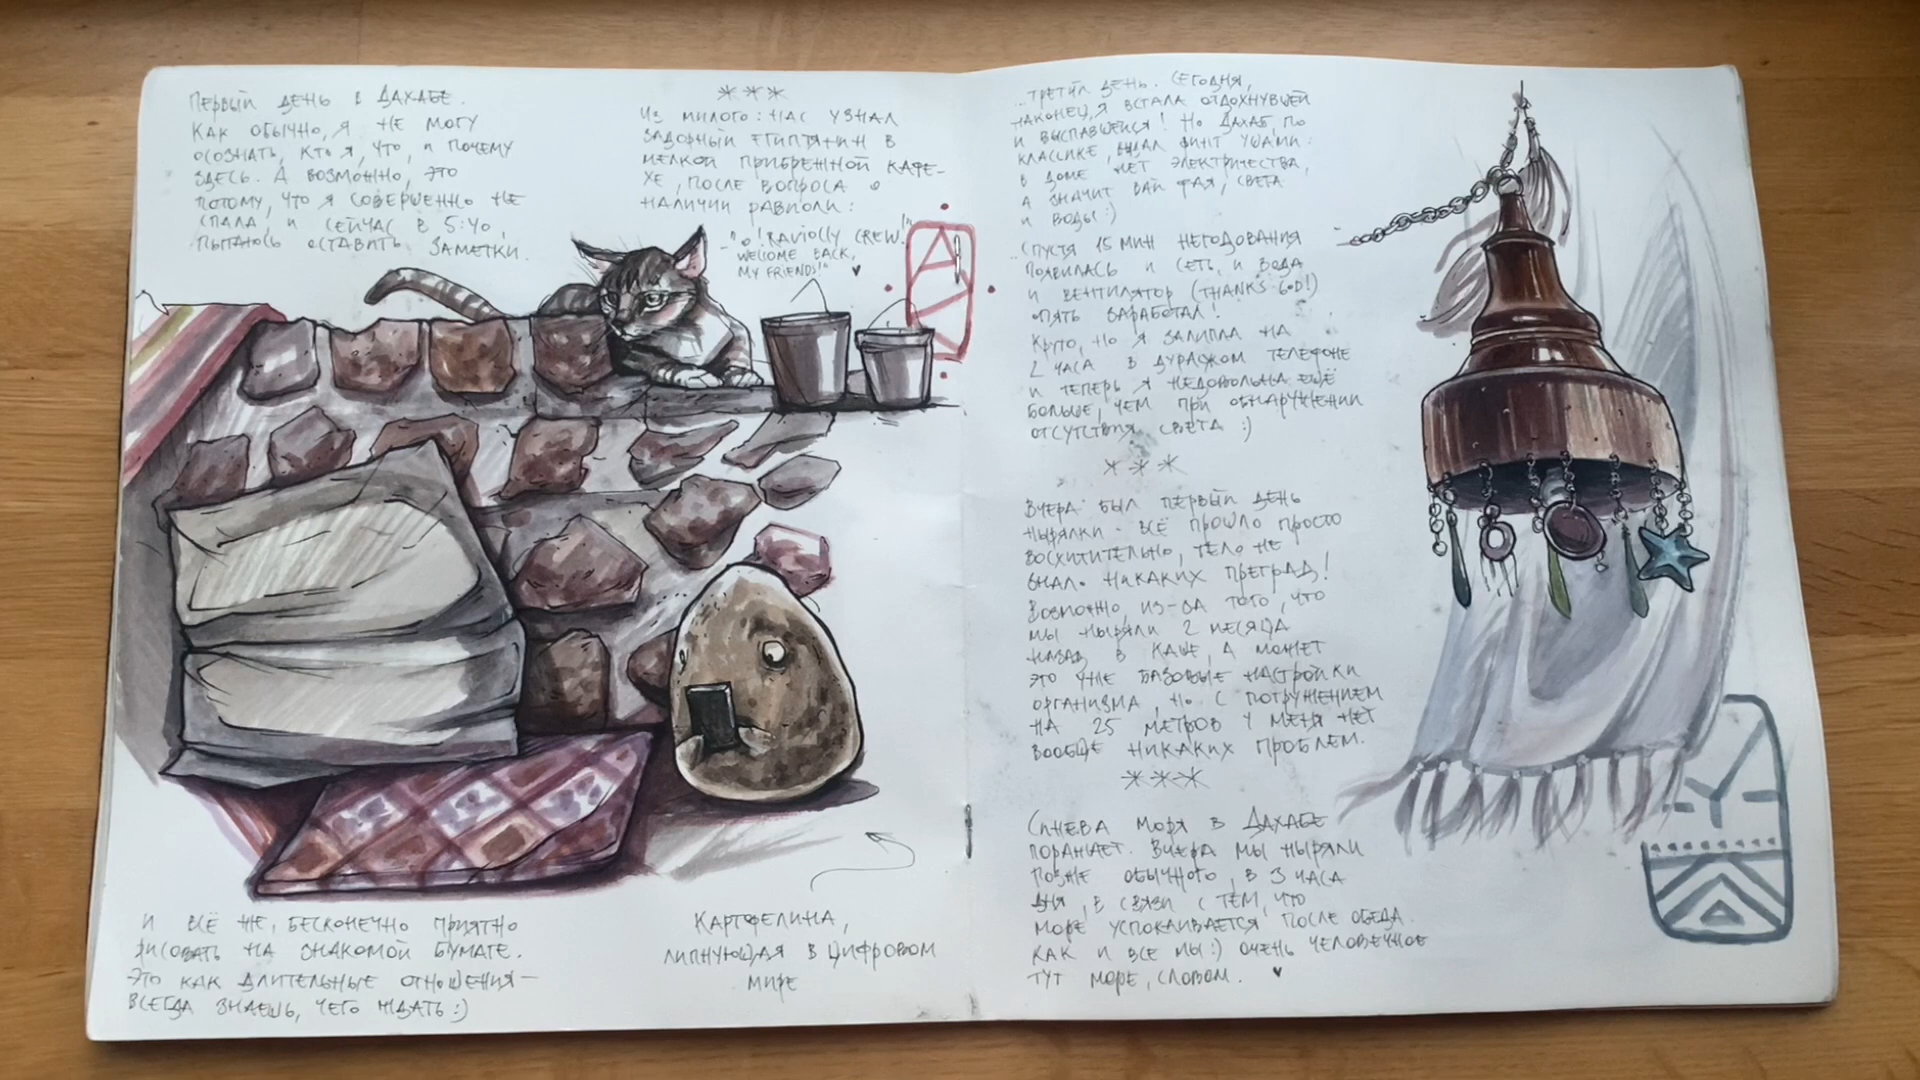 Первый день в Дахабе.
Как обычно, я не могу
осознать, кто я, что, и почему
здесь. А возможно, это
потому, что я совершенно не
спала, и сейчас в 5:40,
пытаюсь оставить заметки.
***
Из милого: нас узнал
задорный египтянин в
мелкой прибрежной кафе-
хе, после вопроса о
наличии равиоли:
- "О! RAVIOLLY CREW!
WELCOME BACK,
MY FRIENDS!" ♥
И всё же, бесконечно приятно
рисовать на знакомой бумаге.
Это как длительные отношения —
всегда знаешь, чего ждать :)
Картофелина,
липнущая в цифровом
мире
...Третий день. Сегодня,
наконец, я встала отдохнувшей
и выспавшейся! Но Дахаб, по
классике, выдал финт ушами:
в доме нет электричества,
а значит вай фая, света
и воды :)
...Спустя 15 мин негодования
появилась и сеть, и вода
и вентилятор (THANKS GOD!)
опять заработал!
Круто, но я залипла на
2 часа в дурацком телефоне
и теперь я недовольна ещё
больше, чем при обнаружении
отсутствия света :)
***
Вчера был первый день
нырялки - всё прошло просто
восхитительно, тело не
знало никаких преград!
Возможно, из-за того, что
мы ныряли 2 месяца
назад в Каше, а может
это уже базовые настройки
организма, но с погружением
на 25 метров у меня нет
вообще никаких проблем.
***
Синева моря в Дахабе
поражает. Вчера мы ныряли
позже обычного, в 3 часа
дня, в связи с тем, что
море успокаивается после обеда.
Как и все мы :) Очень человечное
тут море, словом. ♥